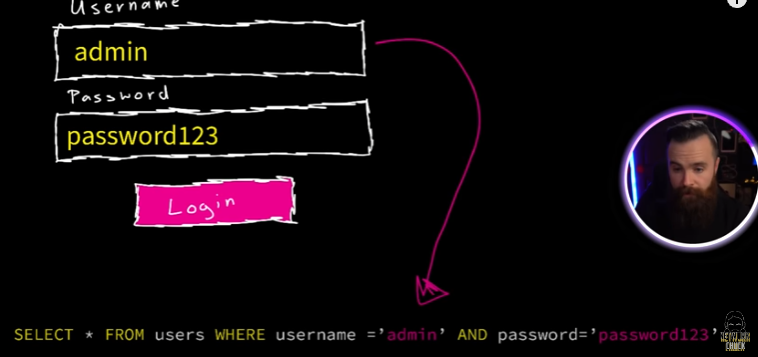 Username
admin
Password
password123
Login
SELECT * FROM users WHERE username ='admin' AND password='password123'